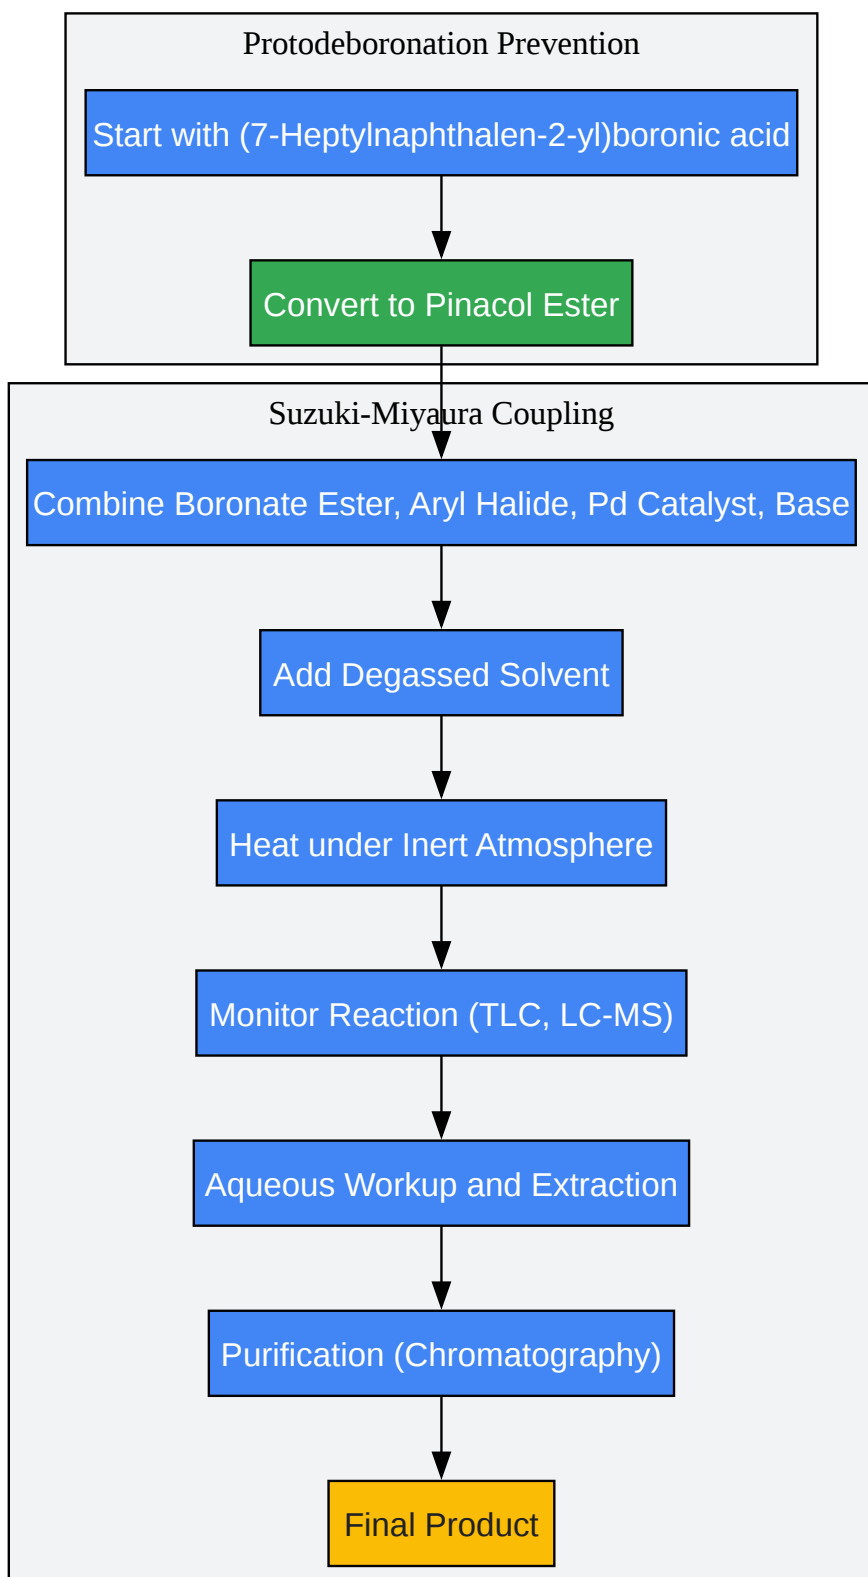 Protodeboronation Prevention
Start with (7-Heptylnaphthalen-2-yl)boronic acid
Convert to Pinacol Ester
Suzuki-Miyaura Coupling
Combine Boronate Ester, Aryl Halide, Pd Catalyst, Base
Add Degassed Solvent
Heat under Inert Atmosphere
Monitor Reaction (TLC, LC-MS)
Aqueous Workup and Extraction
Purification (Chromatography)
Final Product